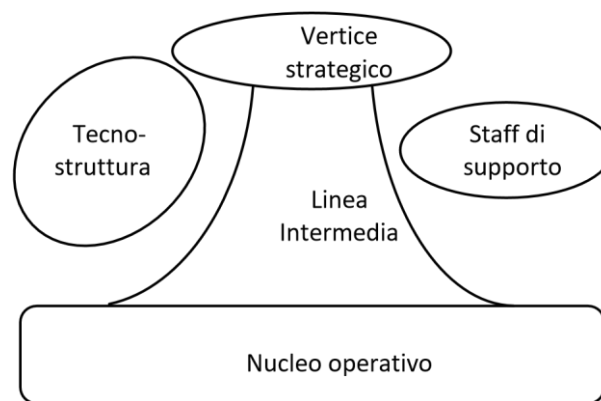 Vertice
strategico
Tecno-
struttura
Staff di
supporto
Linea
Intermedia
Nucleo operativo